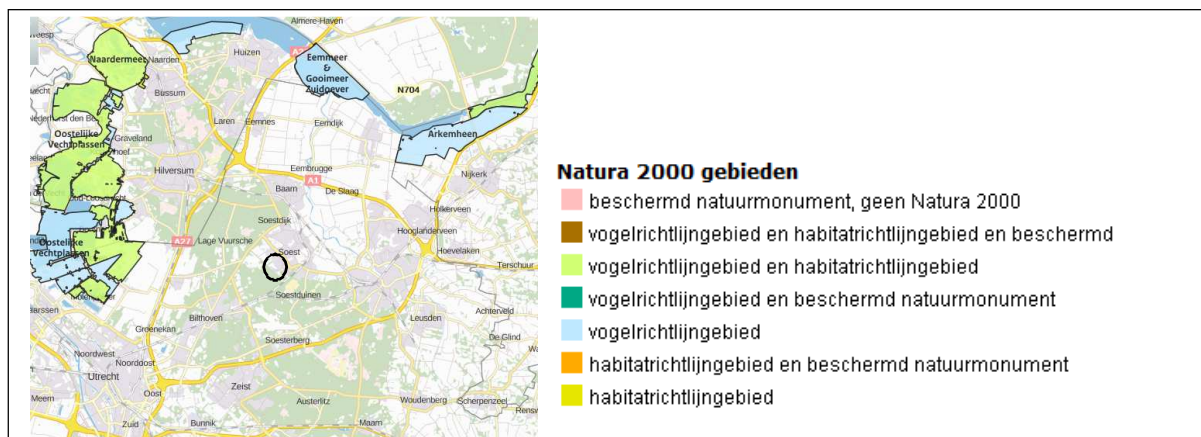 Almere-Haven
Naarden
Huizen
Naardermeer
Eemmeer
&
Gooimeer
Zuidoever
Bussum
N704
Laren
Eemnes
Eemdijk
Arkemheen
Oostelijke
Vechtplassen
Graveland
Hilversum
Eembrugge
Nijkerk
A1
Baarn
De Slaag
Holkerveen
Soestdijk
Hooglanderveen
Oostelijke
Vechtplassen
A27
Lage Vuursche
Soest
Hoevelaken
Terschuur
Soestduinen
Achterveld
Groenekan
Bilthoven
Leusden
Soesterberg
De Glind
Noordwest
Noordoost
Utrecht
Zeist
Oost
Austerlitz
Woudenberg
Scherpenzeel
Meern
Zuid
Bunnik
Maarn
Natura 2000 gebieden
beschermd natuurmonument, geen Natura 2000
vogelrichtlijngebied en habitatrichtlijngebied en beschermd
vogelrichtlijngebied en habitatrichtlijngebied
vogelrichtlijngebied en beschermd natuurmonument
vogelrichtlijngebied
habitatrichtlijngebied en beschermd natuurmonument
habitatrichtlijngebied